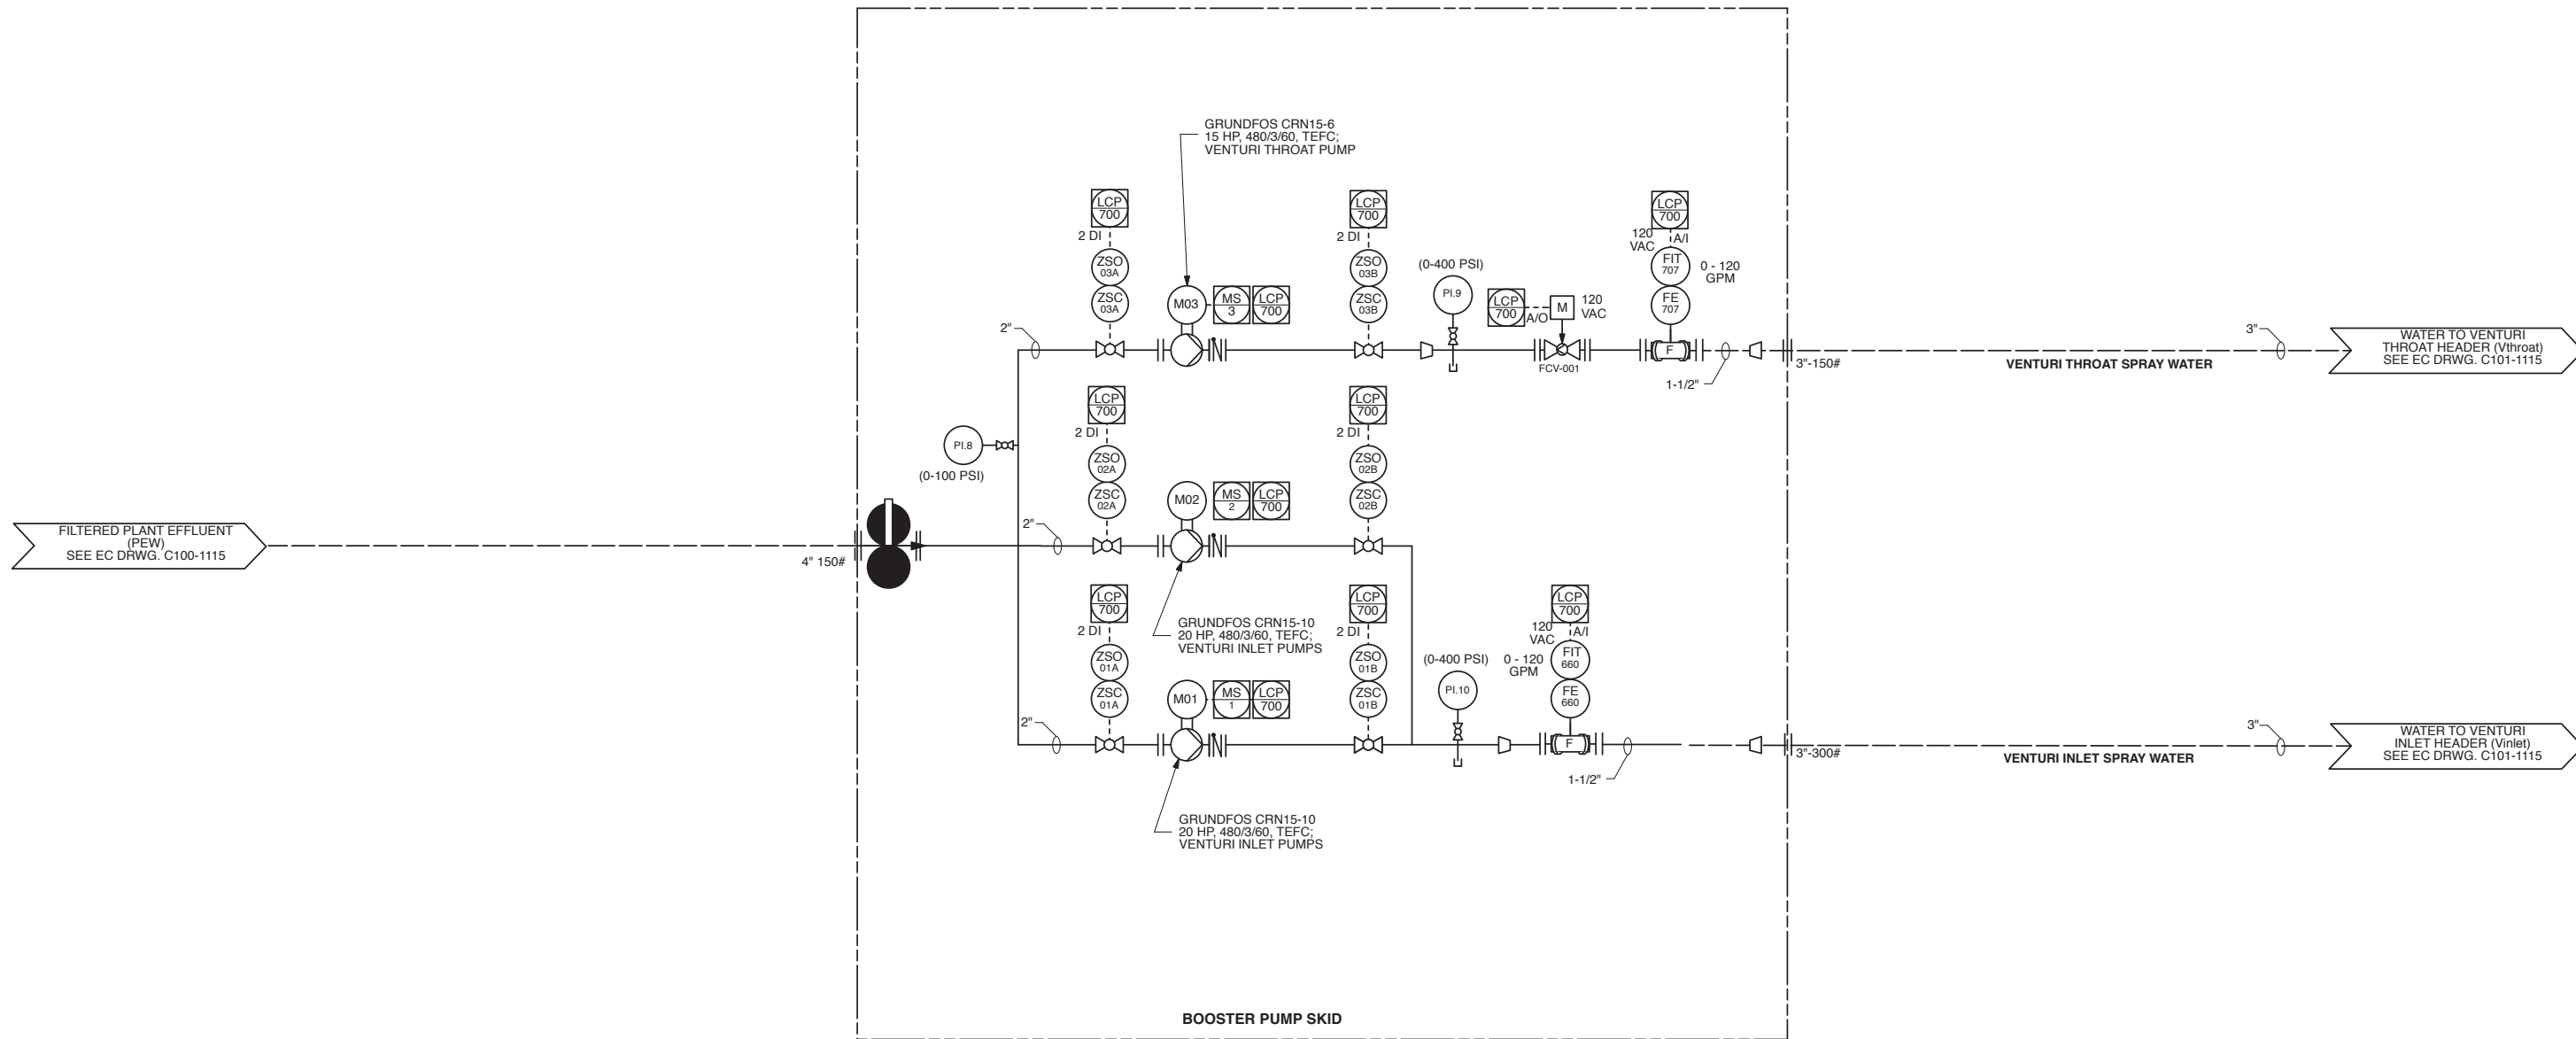 GRUNDFOS CRN15-6
15 HP, 480/3/60, TEFC;
VENTURI THROAT PUMP
LCP
700
2 DI
ZSO
03A
ZSC
03A
M03
MS
3
LCP
700
LCP
700
2 DI
ZSO
03B
ZSC
03B
(0-400 PSI)
PI.9
LCP
700
A/O
M
120
VAC
FCV-001
LCP
700
120
VAC
A/I
FIT
707
0 - 120
GPM
FE
707
F
2"
1-1/2"
3"-150#
VENTURI THROAT SPRAY WATER
3"
WATER TO VENTURI
THROAT HEADER (Vthroat)
SEE EC DRWG. C101-1115
PI.8
(0-100 PSI)
LCP
700
2 DI
ZSO
02A
ZSC
02A
M02
MS
2
LCP
700
LCP
700
2 DI
ZSO
02B
ZSC
02B
2"
FILTERED PLANT EFFLUENT
(PEW)
SEE EC DRWG. C100-1115
4" 150#
GRUNDFOS CRN15-10
20 HP, 480/3/60, TEFC;
VENTURI INLET PUMPS
LCP
700
2 DI
ZSO
01A
ZSC
01A
M01
MS
1
LCP
700
LCP
700
2 DI
ZSO
01B
ZSC
01B
(0-400 PSI)
PI.10
LCP
700
120
VAC
A/I
0 - 120
GPM
FIT
660
FE
660
F
2"
1-1/2"
3"-300#
VENTURI INLET SPRAY WATER
3"
WATER TO VENTURI
INLET HEADER (Vinlet)
SEE EC DRWG. C101-1115
GRUNDFOS CRN15-10
20 HP, 480/3/60, TEFC;
VENTURI INLET PUMPS
BOOSTER PUMP SKID